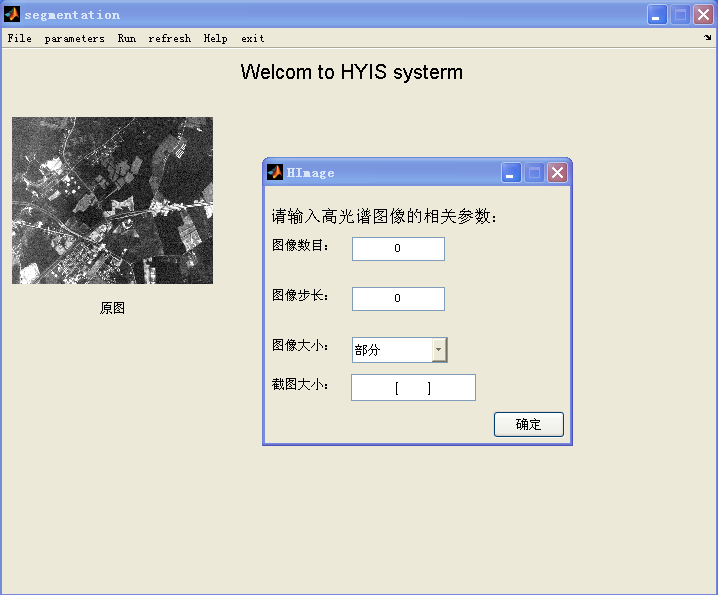 segmentation
File parameters Run refresh Help exit
Welcom to HYIS systerm
原图
HImage
请输入高光谱图像的相关参数:
图像数目: 0
图像步长: 0
图像大小: 部分
截图大小: [ ]
确定